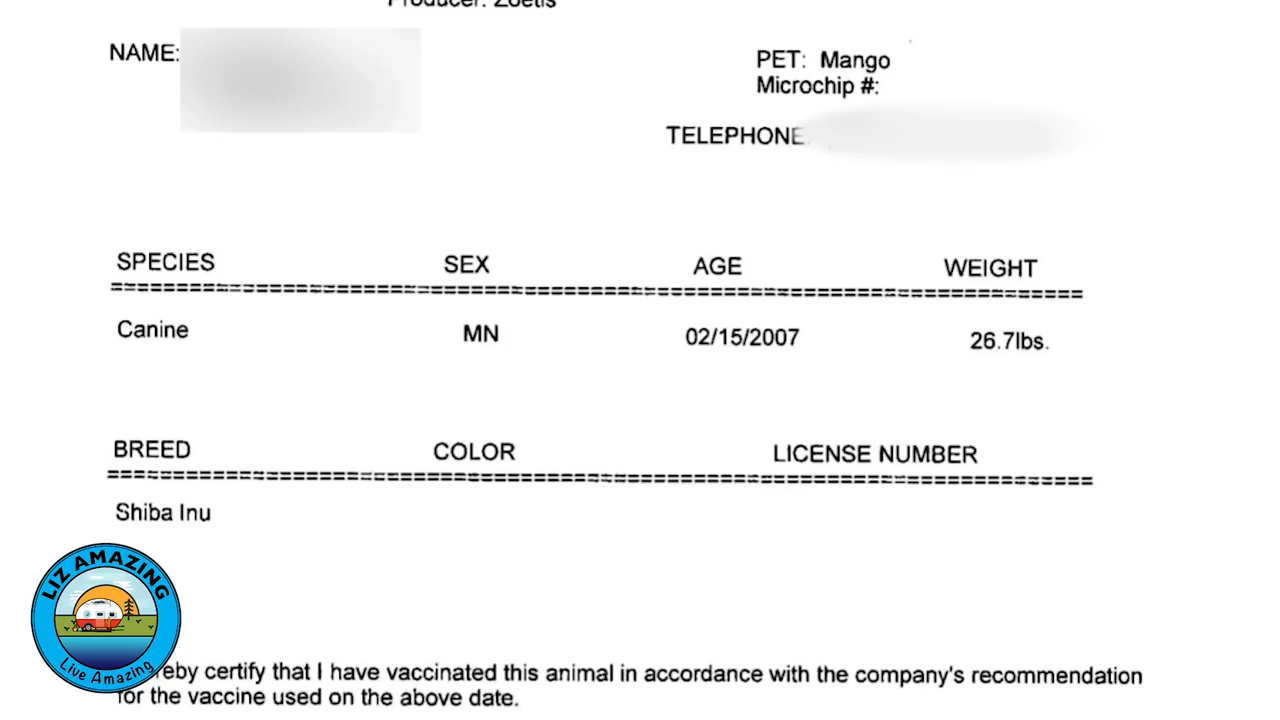 Producer: Zoetis
NAME:
PET: Mango
Microchip #:
TELEPHONE
SPECIES SEX AGE WEIGHT
==========================================================================
Canine MN 02/15/2007 26.7lbs.
BREED COLOR LICENSE NUMBER
==========================================================================
Shiba Inu
LIZ AMAZING
Live Amazing
reby certify that I have vaccinated this animal in accordance with the company's recommendation
for the vaccine used on the above date.